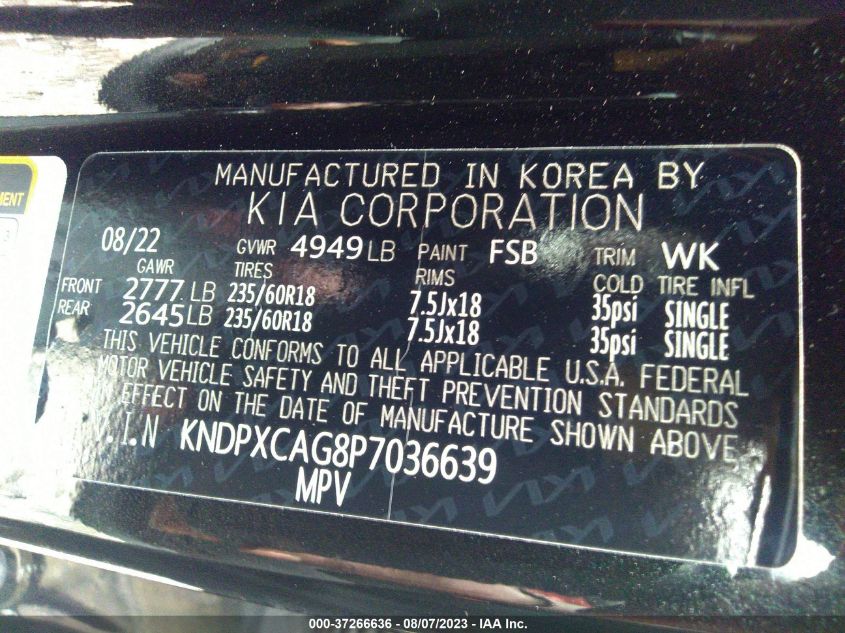 MENT
MANUFACTURED IN KOREA BY
KIA CORPORATION
08/22 GVWR 4949 LB PAINT FSB TRIM WK
GAWR TIRES RIMS COLD TIRE INFL
FRONT 2777 LB 235/60R18 7.5Jx18 35psi SINGLE
REAR 2645 LB 235/60R18 7.5Jx18 35psi SINGLE
THIS VEHICLE CONFORMS TO ALL APPLICABLE U.S.A. FEDERAL
MOTOR VEHICLE SAFETY AND THEFT PREVENTION STANDARDS
EFFECT ON THE DATE OF MANUFACTURE SHOWN ABOVE
.I.N KNDPXCAG8P7036639
MPV
000-37266636 - 08/07/2023 - IAA Inc.